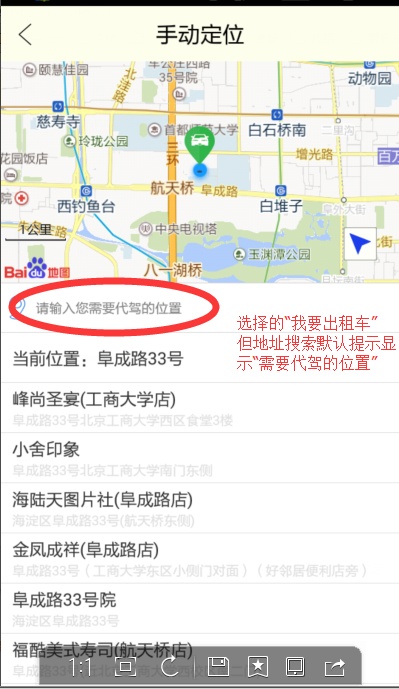 手动定位
颐慧佳园
车公庄西路
35号院
动物园
北洼路
慈寿寺
玲珑公园
首都师范大学
白石桥南
三环
增光路
花园饭店
航天桥
阜成路
西钓鱼台
白堆子
阜外大街
中央电视塔
1公里
玉渊潭公园
Bai du 地图
八一湖桥
请输入您需要代驾的位置
选择的“我要出租车”
但地址搜索默认提示显
示“需要代驾的位置”
当前位置：阜成路33号
峰尚圣宴(工商大学店)
阜成路33号北京工商大学西区食堂3楼
小舍印象
阜成路33号北京工商大学南门东侧
海陆天图片社(阜成路店)
海淀区阜成路33号(航天桥东侧)
金凤成祥(阜成路店)
阜成路33号（工商大学东区小侧门对面）（好邻居便利店旁）
阜成路33号院
海淀区阜成路33号
福酷美式寿司(航天桥店)
1:1